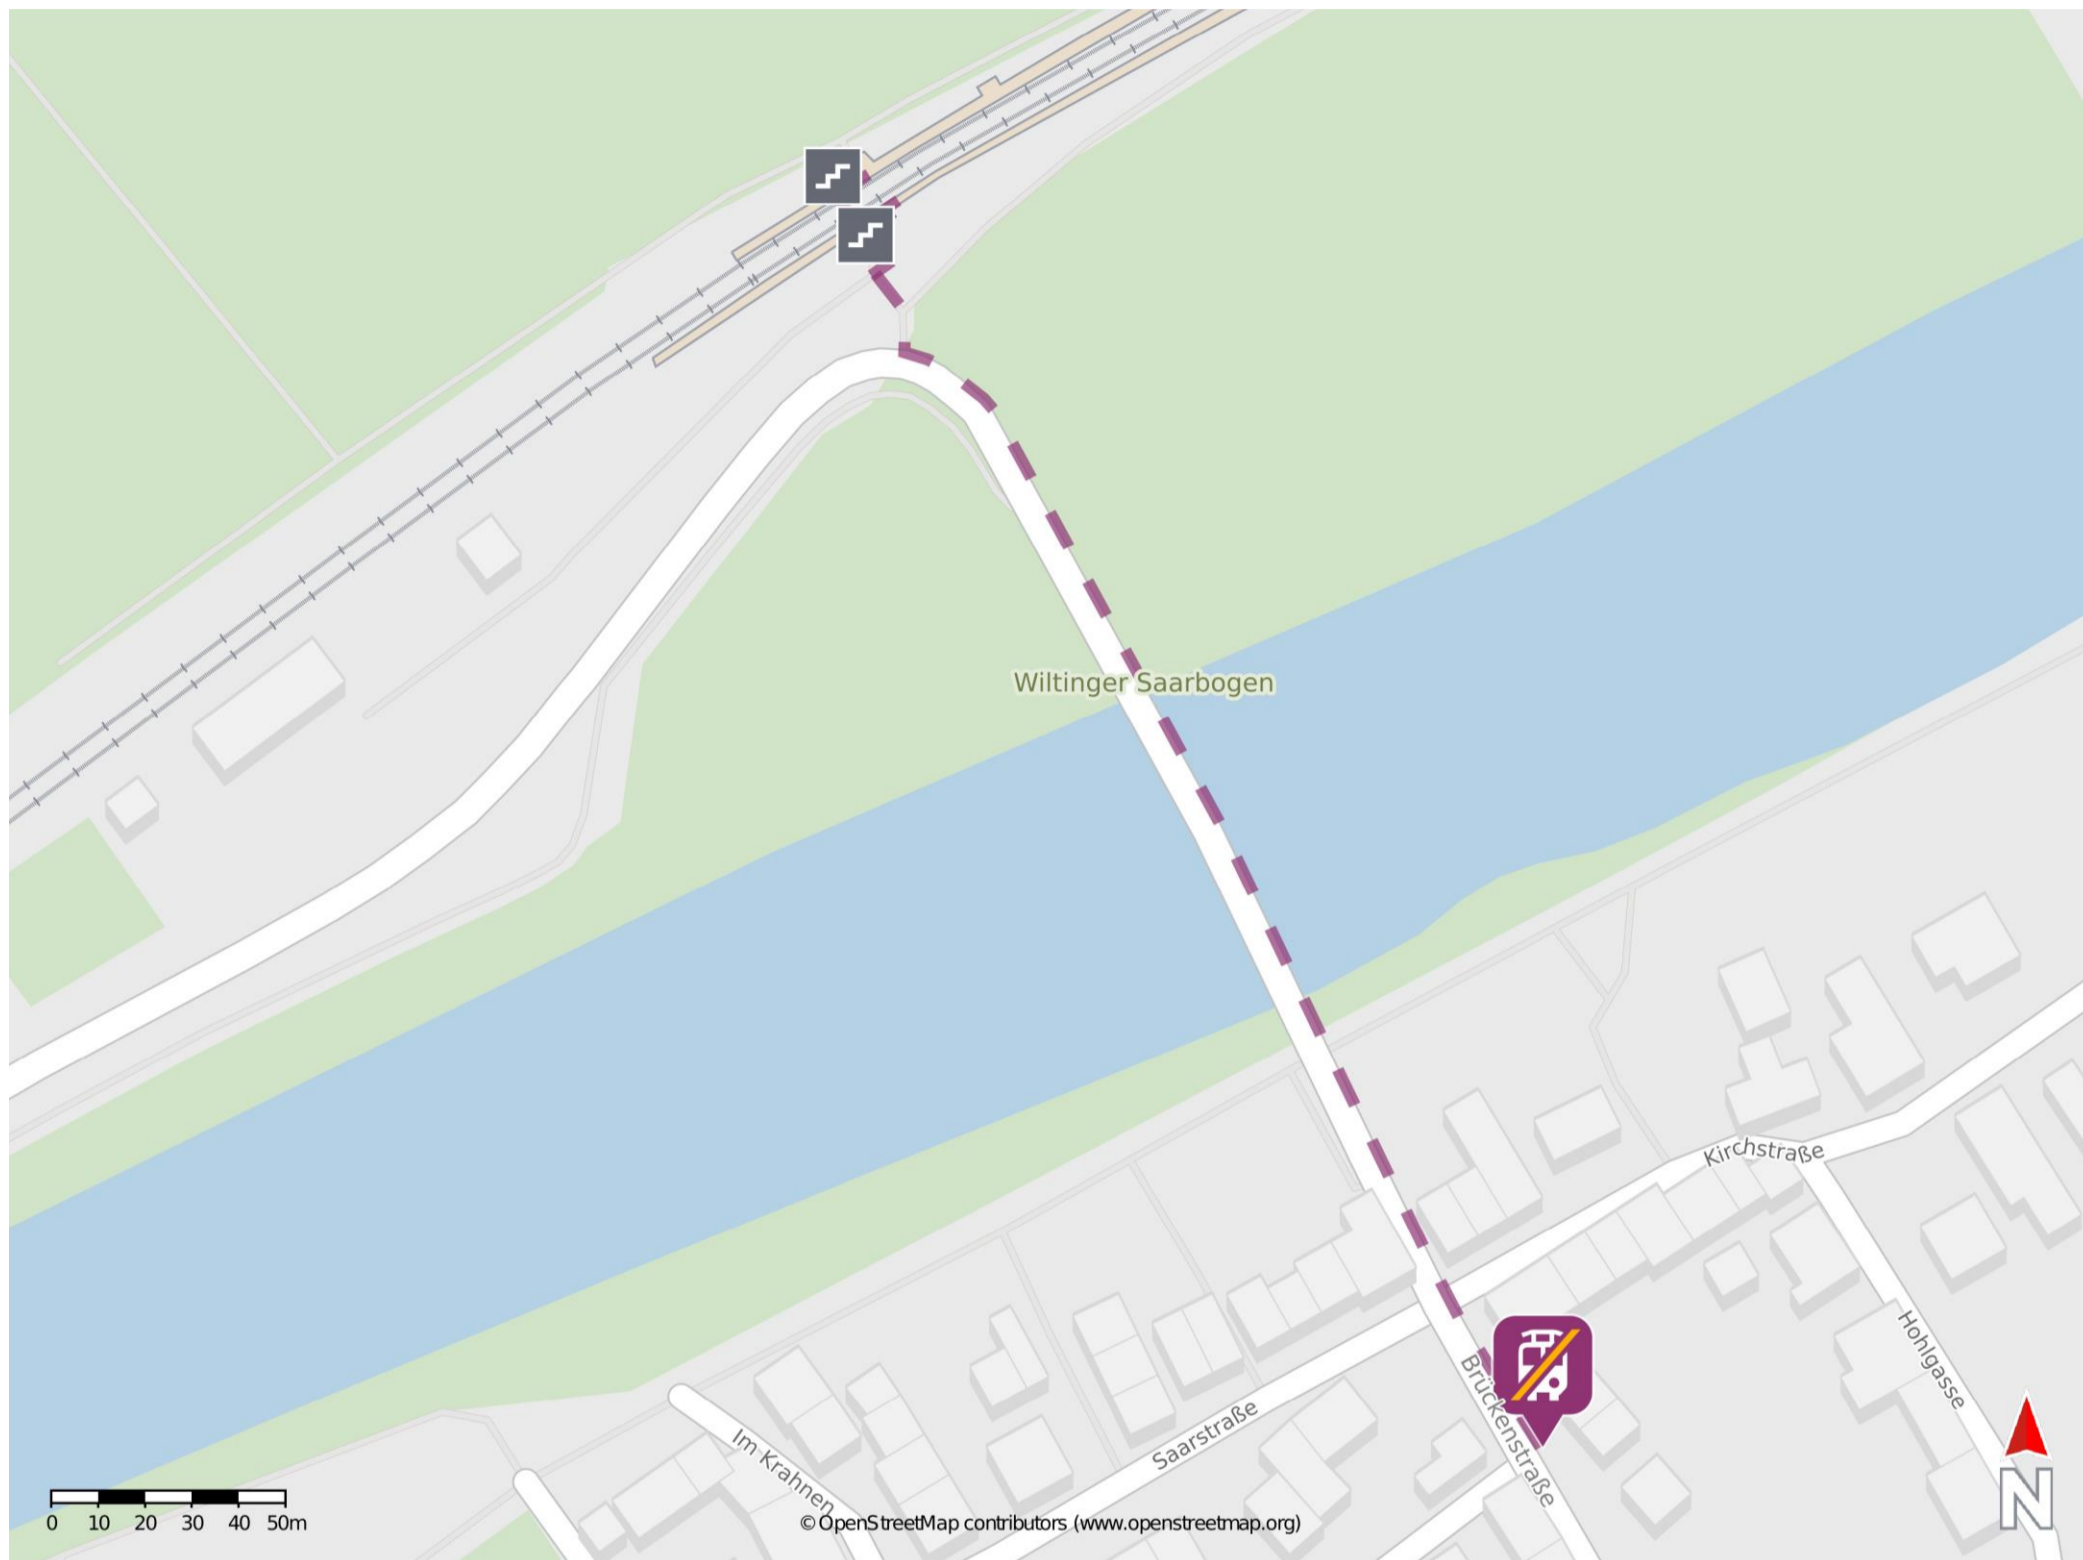 Wiltinger Saarbogen
Kirchstraße
Hohlgasse
Brückenstraße
Saarstraße
Im Krahnen
N
0 10 20 30 40 50m
© OpenStreetMap contributors (www.openstreetmap.org)